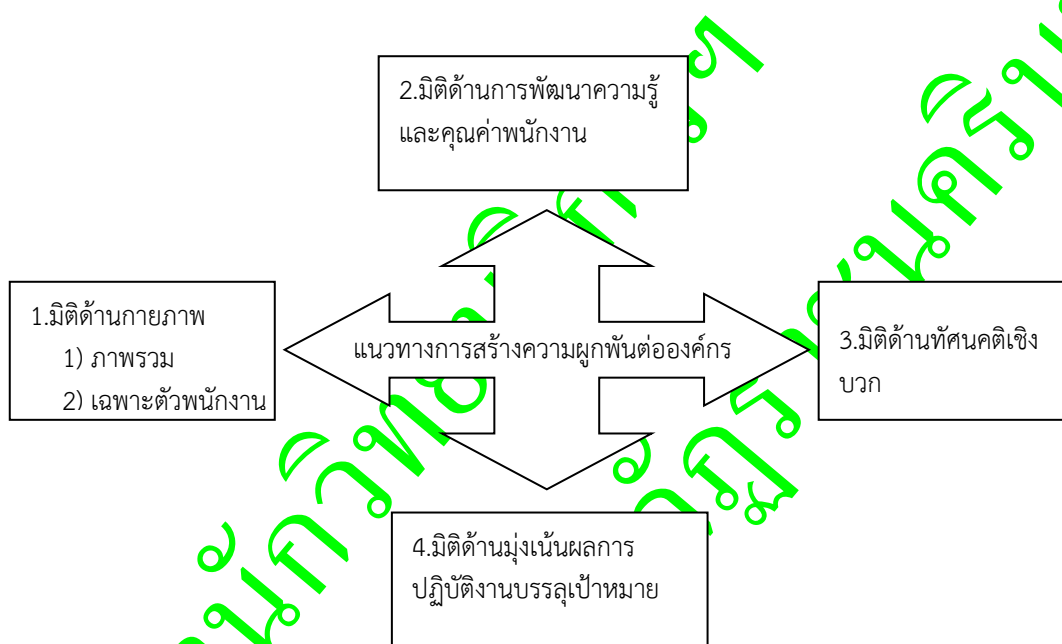 2.มิติด้านการพัฒนาความรู้
และคุณค่าพนักงาน
1.มิติด้านกายภาพ
1) ภาพรวม
2) เฉพาะตัวพนักงาน
แนวทางการสร้างความผูกพันต่อองค์กร
3.มิติด้านทัศนคติเชิง
บวก
4.มิติด้านมุ่งเน้นผลการ
ปฏิบัติงานบรรลุเป้าหมาย